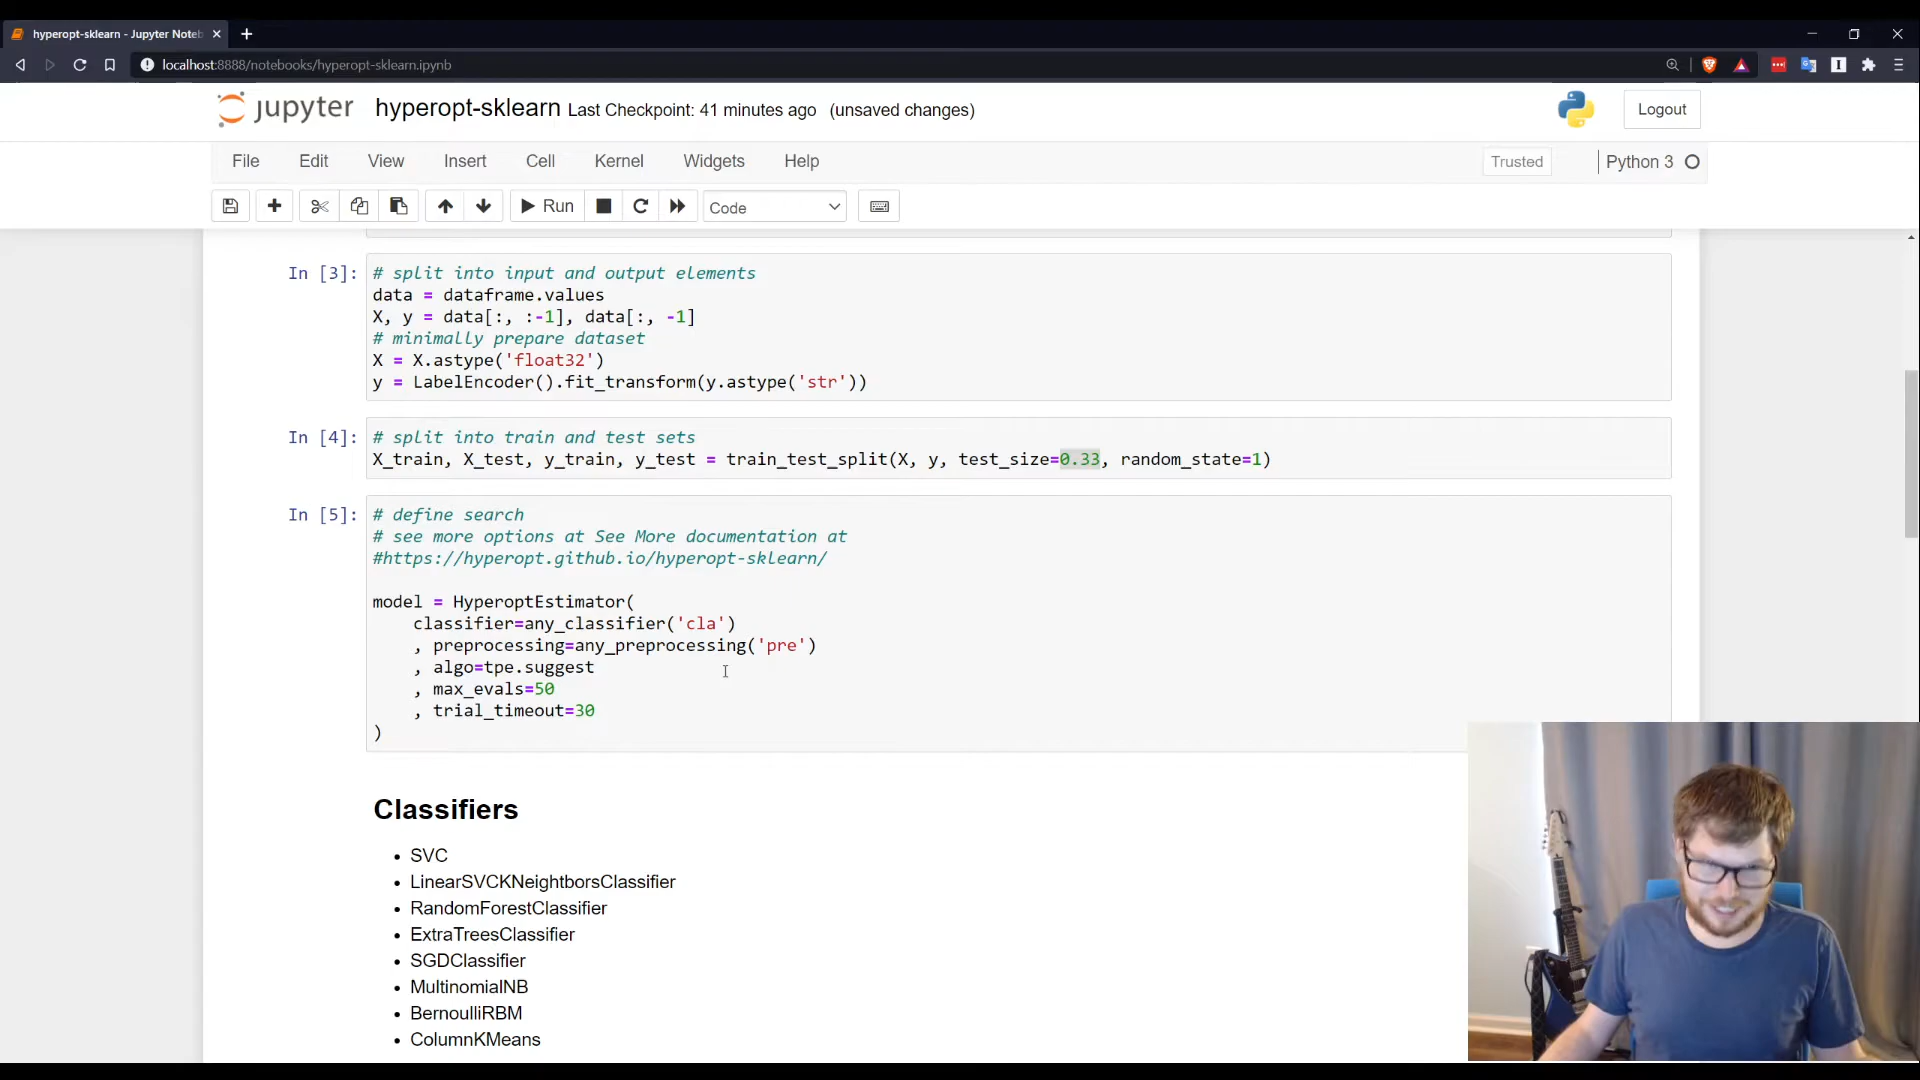 hyperopt-sklearn - Jupyter Noteb
localhost:8888/notebooks/hyperopt-sklearn.ipynb
jupyter hyperopt-sklearn Last Checkpoint: 41 minutes ago (unsaved changes)
Logout
File Edit View Insert Cell Kernel Widgets Help
Trusted
Python 3
Run
Code
In [3]: # split into input and output elements
data = dataframe.values
X, y = data[:, :-1], data[:, -1]
# minimally prepare dataset
X = X.astype('float32')
y = LabelEncoder().fit_transform(y.astype('str'))
In [4]: # split into train and test sets
X_train, X_test, y_train, y_test = train_test_split(X, y, test_size=0.33, random_state=1)
In [5]: # define search
# see more options at See More documentation at
#https://hyperopt.github.io/hyperopt-sklearn/
model = HyperoptEstimator(
classifier=any_classifier('cla')
, preprocessing=any_preprocessing('pre')
, algo=tpe.suggest
, max_evals=50
, trial_timeout=30
)
Classifiers
• SVC
• LinearSVCKNeightborsClassifier
• RandomForestClassifier
• ExtraTreesClassifier
• SGDClassifier
• MultinomialNB
• BernoulliRBM
• ColumnKMeans